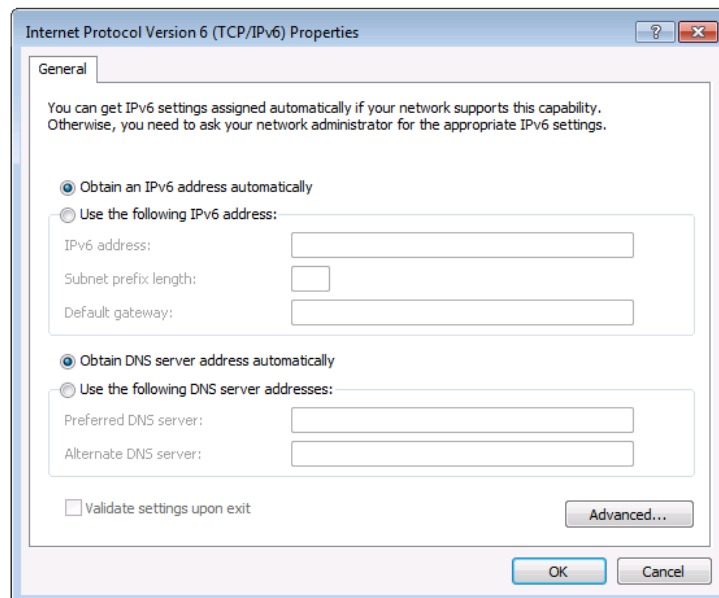 Internet Protocol Version 6 (TCP/IPv6) Properties
?
General
You can get IPv6 settings assigned automatically if your network supports this capability.
Otherwise, you need to ask your network administrator for the appropriate IPv6 settings.
Obtain an IPv6 address automatically
Use the following IPv6 address:
IPv6 address:
Subnet prefix length:
Default gateway:
Obtain DNS server address automatically
Use the following DNS server addresses:
Preferred DNS server:
Alternate DNS server:
Validate settings upon exit
Advanced...
OK Cancel